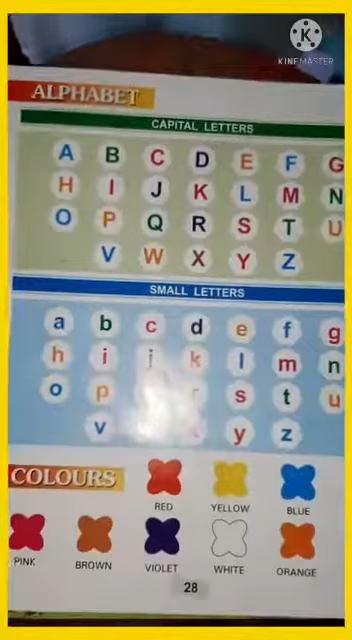 K
KINEMASTER
ALPHABET
CAPITAL LETTERS
A B C D E F G
H I J K L M N
O P Q R S T U
V W X Y Z
SMALL LETTERS
a b c d e f g
h i j k l m n
o p s t u
v y z
COLOURS
RED YELLOW BLUE
PINK BROWN VIOLET WHITE ORANGE
28